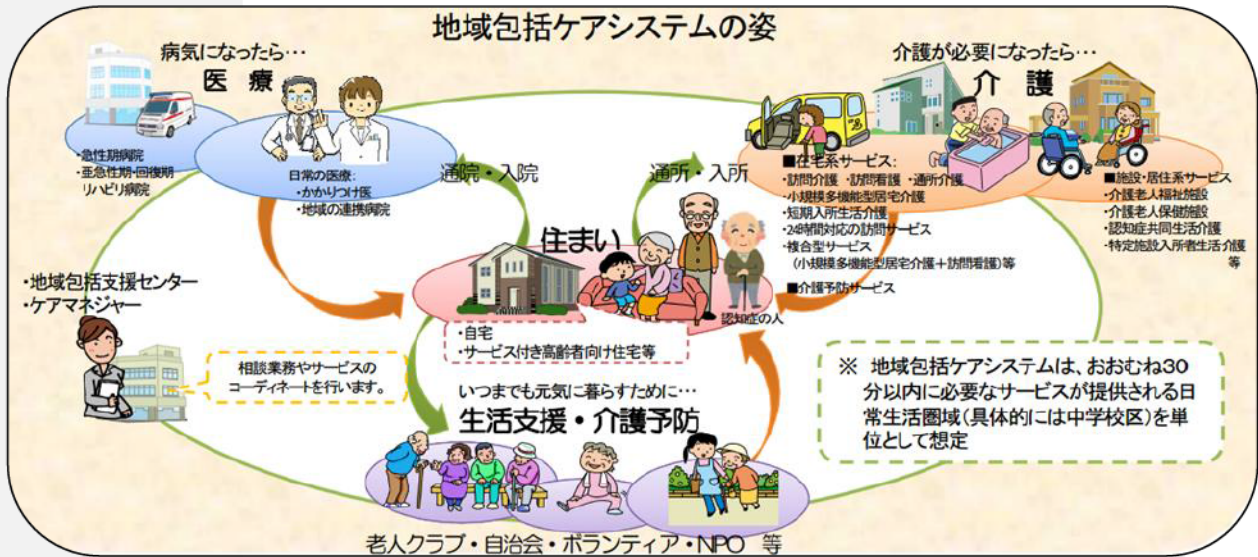 地域包括ケアシステムの姿
病気になったら…
医 療
・急性期病院
・亜急性期・回復期
リハビリ病院
日常の医療:
・かかりつけ医
・地域の連携病院
通院・入院
通所・入所
介護が必要になったら…
介 護
■在宅系サービス:
・訪問介護 ・訪問看護 ・通所介護
・小規模多機能型居宅介護
・短期入所生活介護
・24時間対応の訪問サービス
・複合型サービス
(小規模多機能型居宅介護+訪問看護)等
■介護予防サービス
■施設・居住系サービス
・介護老人福祉施設
・介護老人保健施設
・認知症共同生活介護
・特定施設入所者生活介護
等
住まい
認知症の人
・自宅
・サービス付き高齢者向け住宅等
・地域包括支援センター
・ケアマネジャー
相談業務やサービスの
コーディネートを行います。
いつまでも元気に暮らすために…
生活支援・介護予防
老人クラブ・自治会・ボランティア・NPO 等
※ 地域包括ケアシステムは、おおむね30
分以内に必要なサービスが提供される日
常生活圏域(具体的には中学校区)を単
位として想定